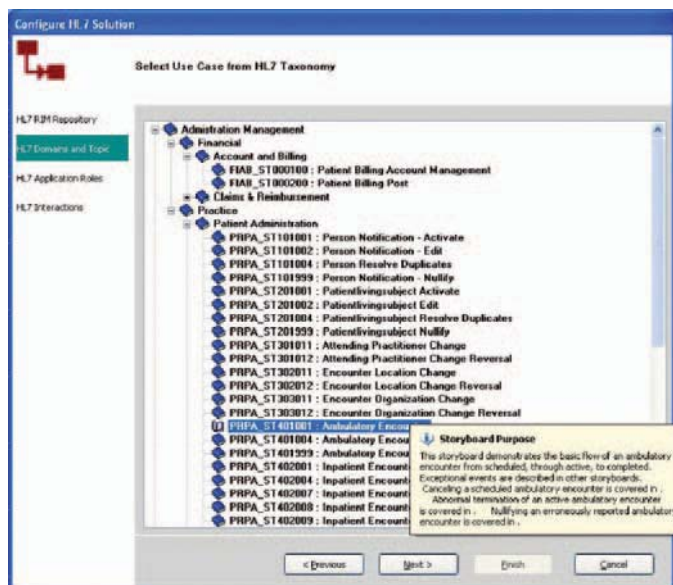 Configure HL7 Solution
Select Use Case from HL7 Taxonomy
HL7 RIM Repository
HL7 Domains and Topic
HL7 Application Roles
HL7 Interactions
Admistration Management
Financial
Account and Billing
FIAB_ST000100 : Patient Billing Account Management
FIAB_ST000200 : Patient Billing Post
Claims & Reimbursement
Practice
Patient Administration
PRPA_ST101001 : Person Notification - Activate
PRPA_ST101002 : Person Notification - Edit
PRPA_ST101004 : Person Resolve Duplicates
PRPA_ST101999 : Person Notification - Nullify
PRPA_ST201001 : Patientlivingsubject Activate
PRPA_ST201002 : Patientlivingsubject Edit
PRPA_ST201004 : Patientlivingsubject Resolve Duplicates
PRPA_ST201999 : Patientlivingsubject Nullify
PRPA_ST301011 : Attending Practitioner Change
PRPA_ST301012 : Attending Practitioner Change Reversal
PRPA_ST302011 : Encounter Location Change
PRPA_ST302012 : Encounter Location Change Reversal
PRPA_ST303011 : Encounter Organization Change
PRPA_ST303012 : Encounter Organization Change Reversal
PRPA_ST401001 : Ambulatory Encou
PRPA_ST401004 : Ambulatory Encou
PRPA_ST401999 : Ambulatory Encou
PRPA_ST402001 : Inpatient Encount
PRPA_ST402004 : Inpatient Encount
PRPA_ST402007 : Inpatient Encount
PRPA_ST402008 : Inpatient Encount
PRPA_ST402009 : Inpatient Encount
Storyboard Purpose
This storyboard demonstrates the basic flow of an ambulatory
encounter from scheduled, through active, to completed.
Exceptional events are described in other storyboards.
Canceling a scheduled ambulatory encounter is covered in .
Abnormal termination of an active ambulatory encounter
is covered in . Nullifying an erroneously reported ambulatory
encounter is covered in .
< Previous
Next >
Finish
Cancel